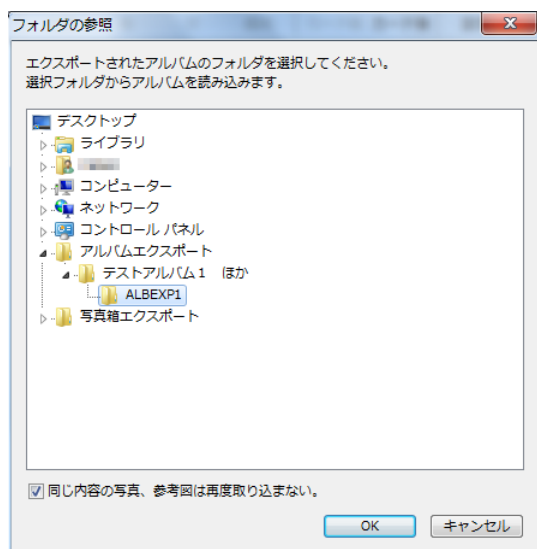 フォルダの参照
エクスポートされたアルバムのフォルダを選択してください。
選択フォルダからアルバムを読み込みます。
デスクトップ
ライブラリ
コンピューター
ネットワーク
コントロール パネル
アルバムエクスポート
テストアルバム１ ほか
ALBEXP1
写真箱エクスポート
同じ内容の写真、参考図は再度取り込まない。
OK キャンセル